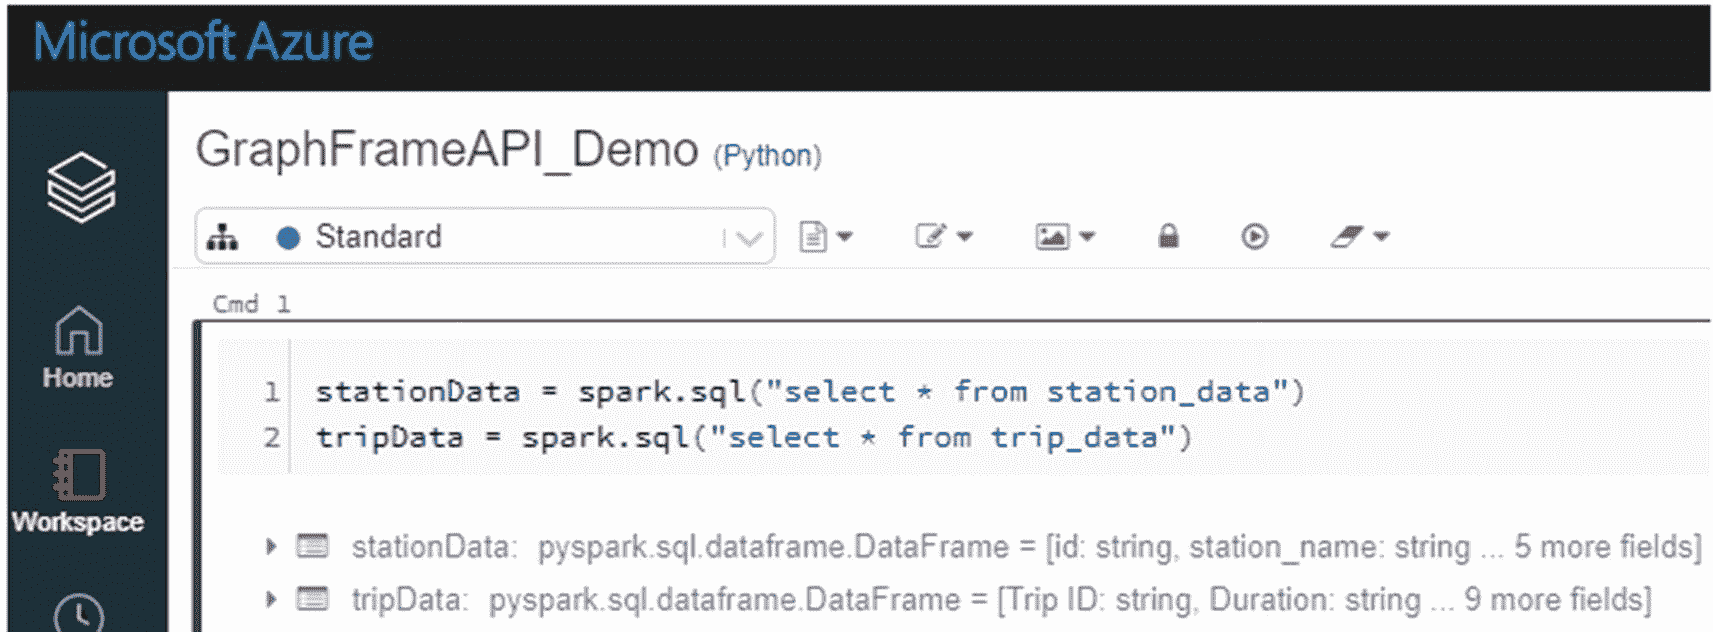 Microsoft Azure
GraphFrameAPI_Demo (Python)
Standard
Cmd 1
Home
1 stationData = spark.sql("select * from station_data")
2 tripData = spark.sql("select * from trip_data")
Workspace
stationData: pyspark.sql.dataframe.DataFrame = [id: string, station_name: string ... 5 more fields]
tripData: pyspark.sql.dataframe.DataFrame = [Trip ID: string, Duration: string ... 9 more fields]